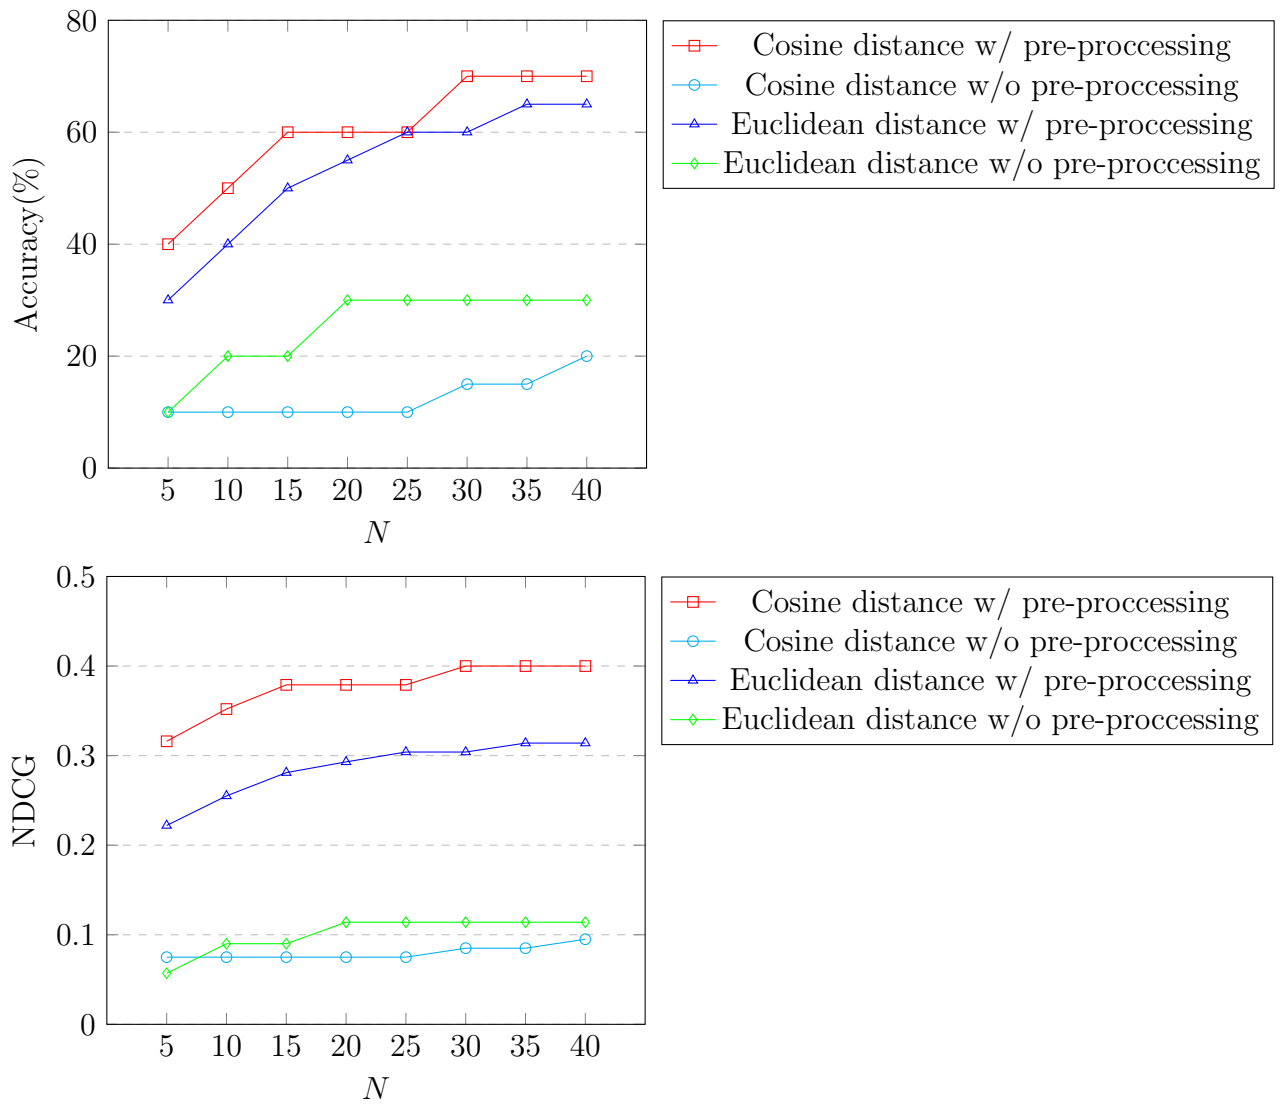 80
60
40
20
0
Accuracy(%)
5 10 15 20 25 30 35 40
N
Cosine distance w/ pre-proccessing
Cosine distance w/o pre-proccessing
Euclidean distance w/ pre-proccessing
Euclidean distance w/o pre-proccessing
0.5
0.4
0.3
0.2
0.1
0
NDCG
5 10 15 20 25 30 35 40
N
Cosine distance w/ pre-proccessing
Cosine distance w/o pre-proccessing
Euclidean distance w/ pre-proccessing
Euclidean distance w/o pre-proccessing